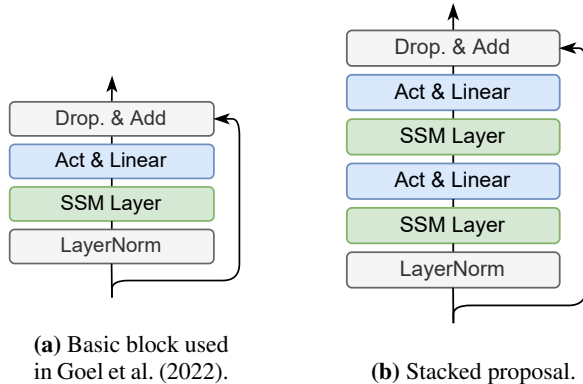 Drop. & Add
Act & Linear
SSM Layer
LayerNorm
(a) Basic block used
in Goel et al. (2022).
Drop. & Add
Act & Linear
SSM Layer
Act & Linear
SSM Layer
LayerNorm
(b) Stacked proposal.